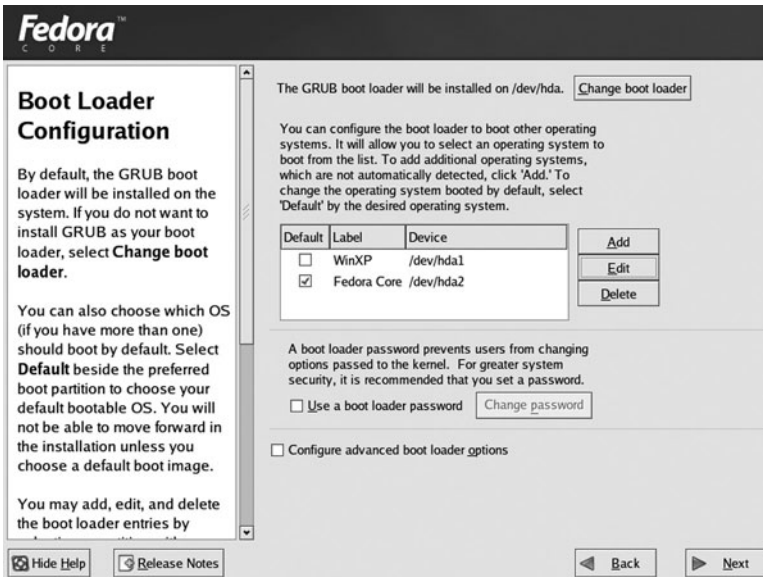 Fedora™
CORE
Boot Loader
Configuration
By default, the GRUB boot
loader will be installed on the
system. If you do not want to
install GRUB as your boot
loader, select Change boot
loader.
You can also choose which OS
(if you have more than one)
should boot by default. Select
Default beside the preferred
boot partition to choose your
default bootable OS. You will
not be able to move forward in
the installation unless you
choose a default boot image.
You may add, edit, and delete
the boot loader entries by
The GRUB boot loader will be installed on /dev/hda. Change boot loader
You can configure the boot loader to boot other operating
systems. It will allow you to select an operating system to
boot from the list. To add additional operating systems,
which are not automatically detected, click 'Add.' To
change the operating system booted by default, select
'Default' by the desired operating system.
Default Label Device
WinXP /dev/hda1
Fedora Core /dev/hda2
Add
Edit
Delete
A boot loader password prevents users from changing
options passed to the kernel. For greater system
security, it is recommended that you set a password.
Use a boot loader password Change password
Configure advanced boot loader options
Hide Help Release Notes Back Next